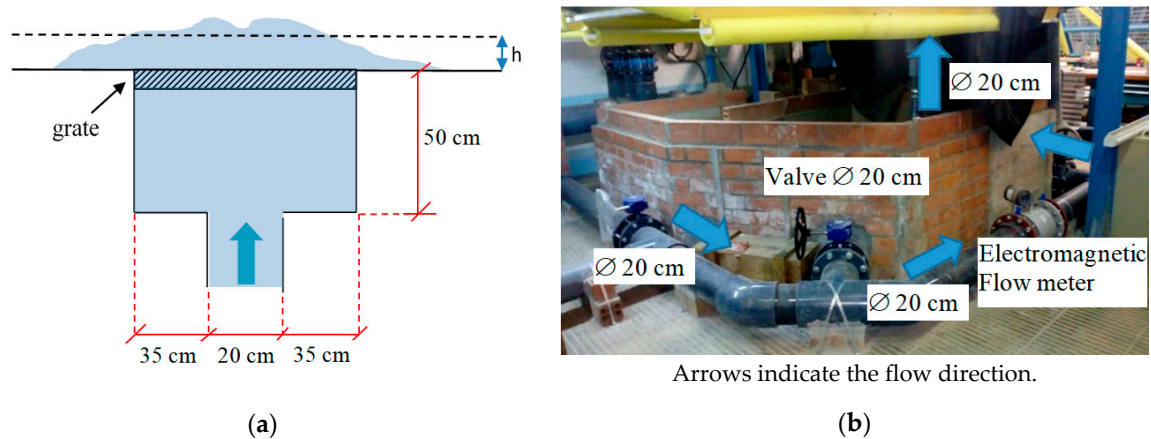 h
grate
50 cm
35 cm
20 cm
35 cm
(a)
∅ 20 cm
Valve ∅ 20 cm
∅ 20 cm
∅ 20 cm
Electromagnetic
Flow meter
Arrows indicate the flow direction.
(b)